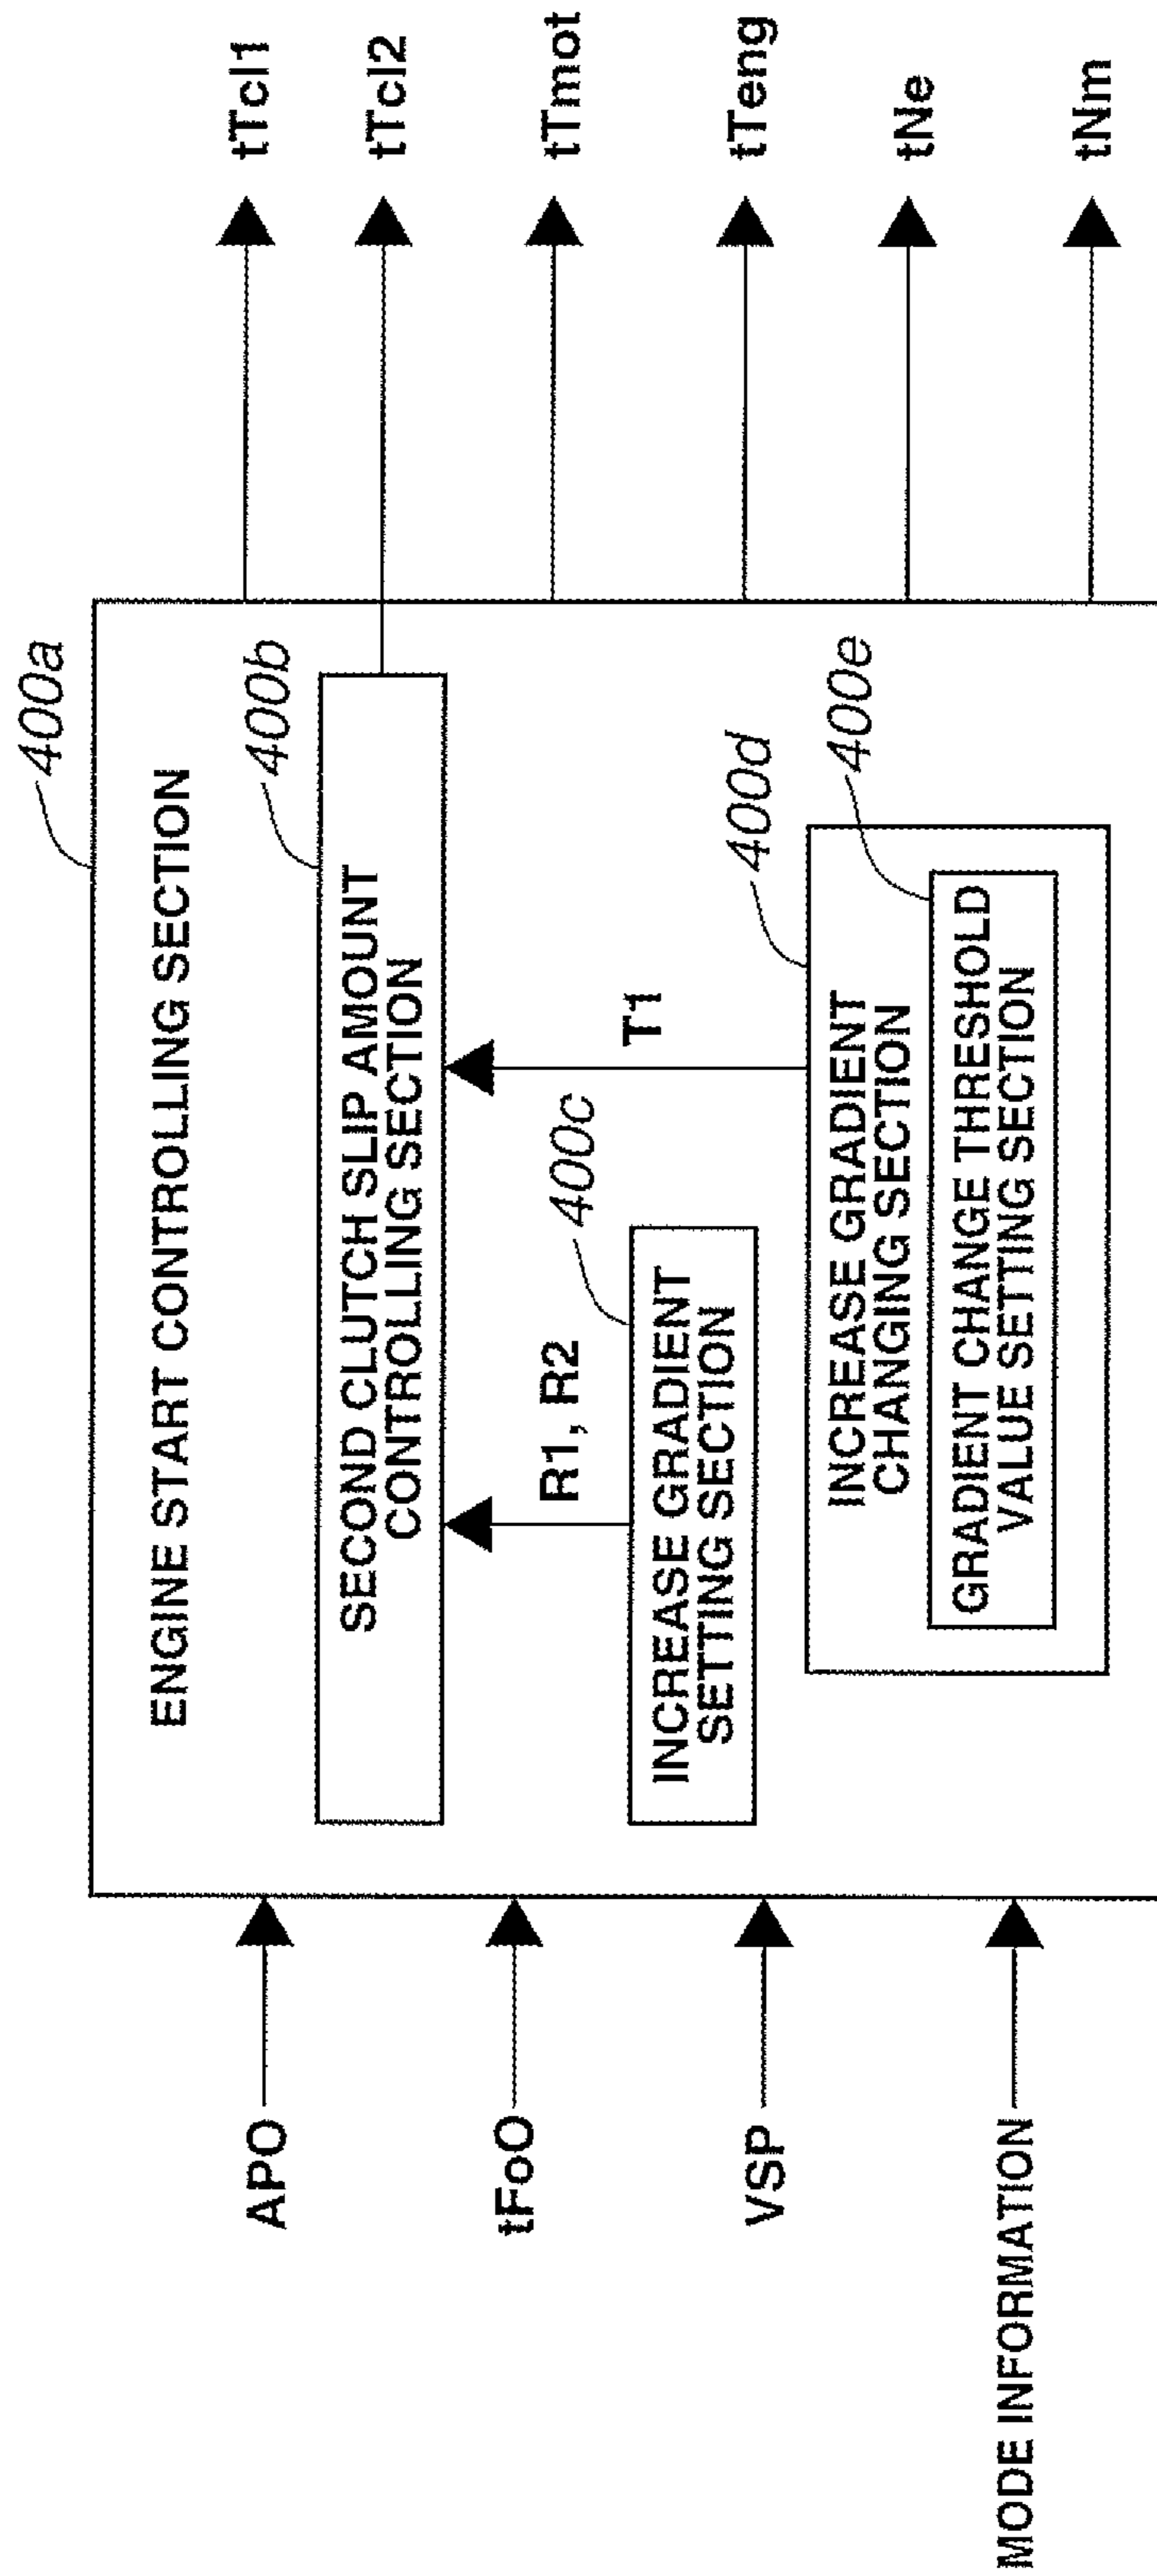 400a
ENGINE START CONTROLLING SECTION
400b
SECOND CLUTCH SLIP AMOUNT
CONTROLLING SECTION
R1, R2
T1
400c
INCREASE GRADIENT
SETTING SECTION
400d
INCREASE GRADIENT
CHANGING SECTION
400e
GRADIENT CHANGE THRESHOLD
VALUE SETTING SECTION
APO
tFoO
VSP
MODE INFORMATION
tTcl1
tTcl2
tTmot
tTeng
tNe
tNm